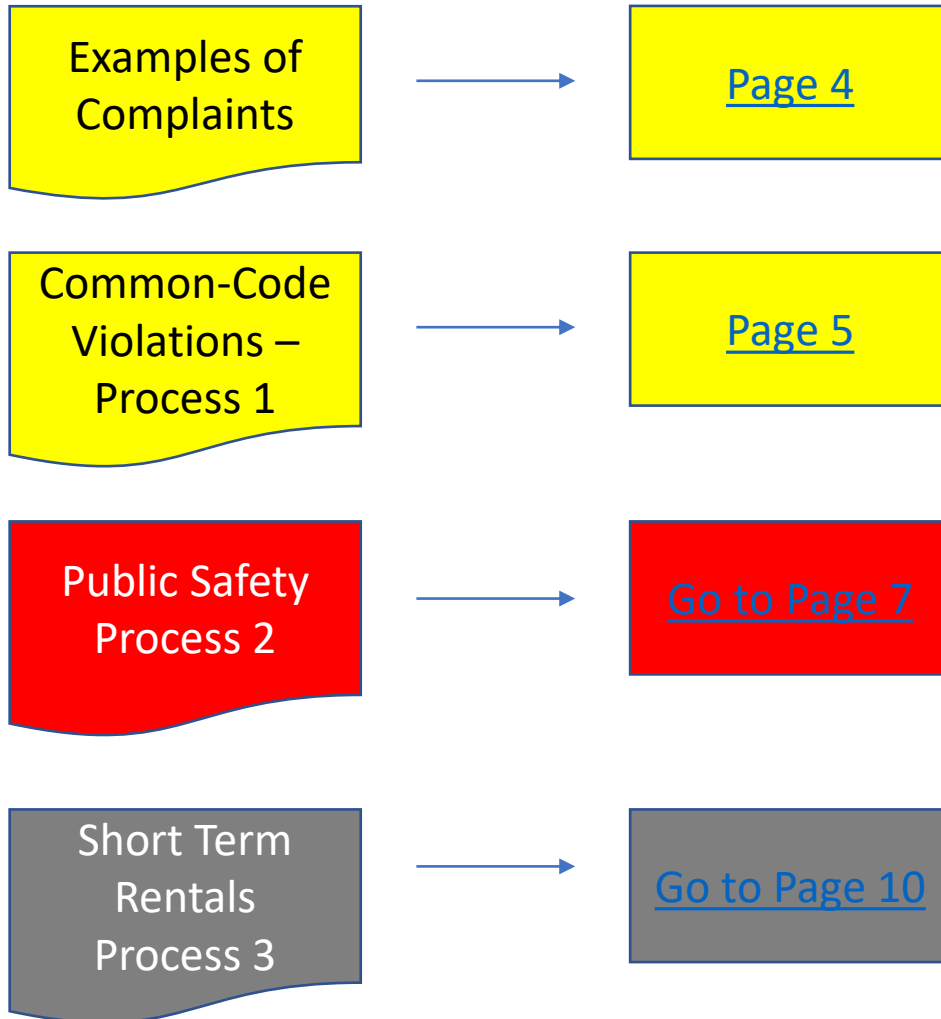 Examples of
Complaints
Page 4
Common-Code
Violations –
Process 1
Page 5
Public Safety
Process 2
Go to Page 7
Short Term
Rentals
Process 3
Go to Page 10